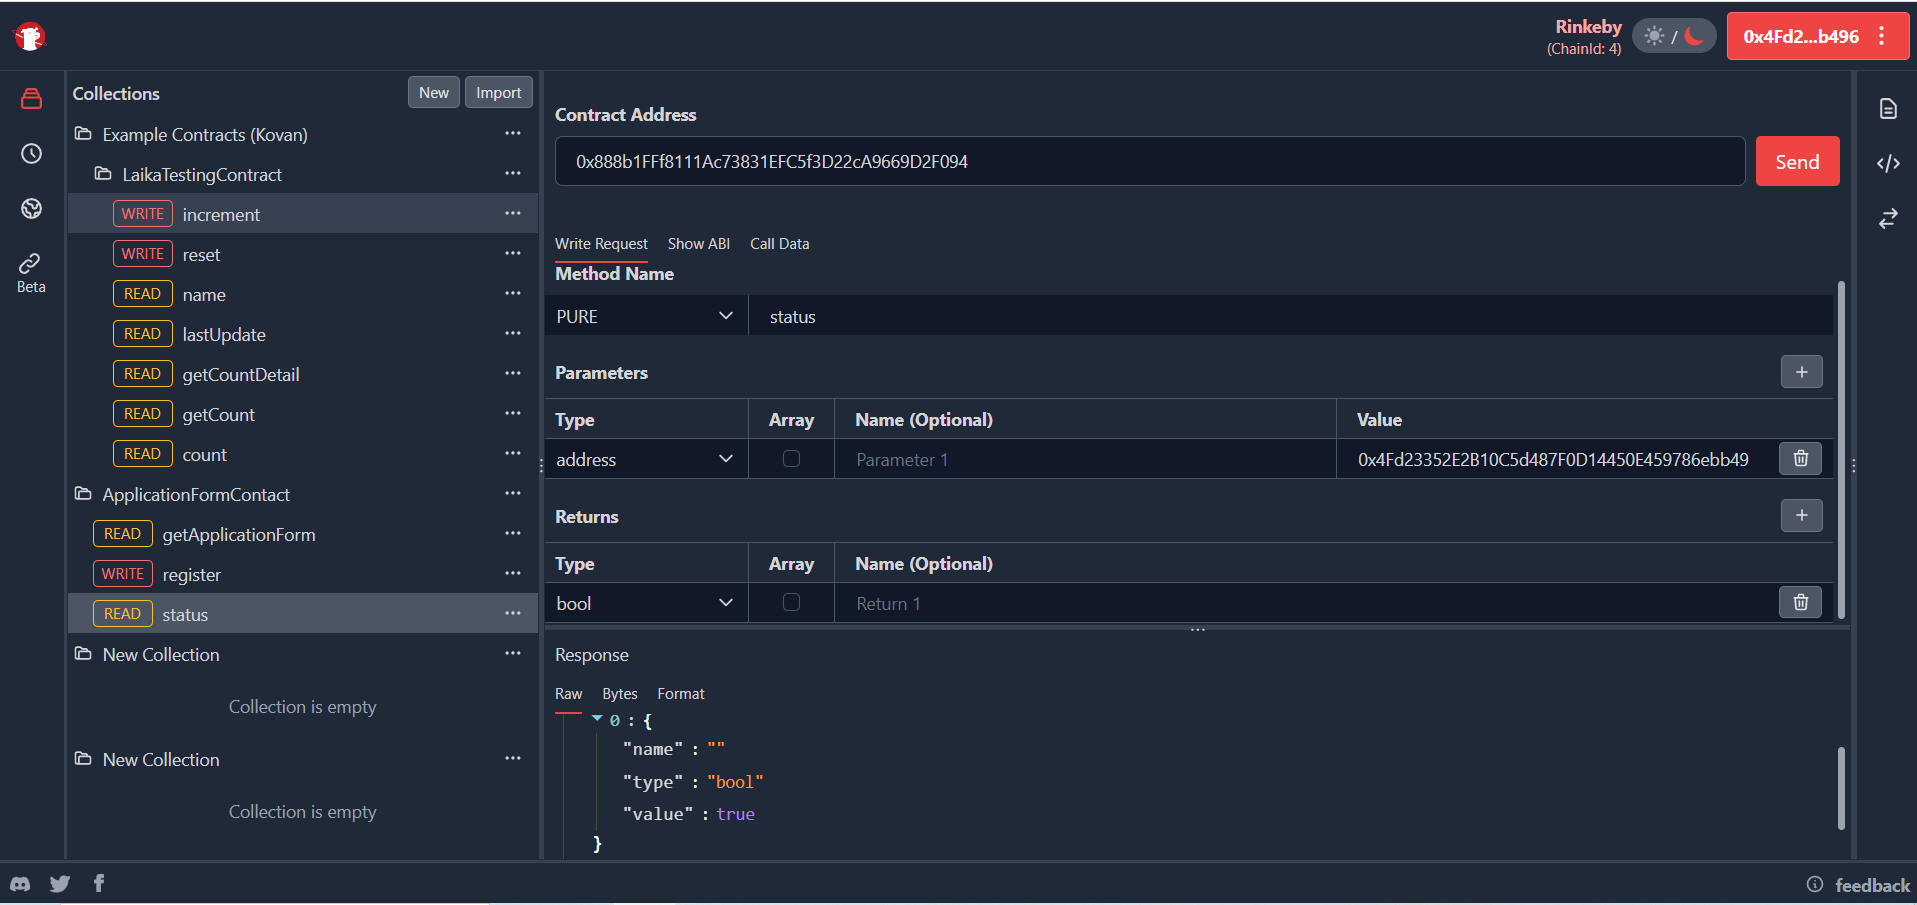 Rinkeby
(ChainId: 4)
/
0x4Fd2...b496
Collections
New
Import
Example Contracts (Kovan)
LaikaTestingContract
WRITE increment
WRITE reset
READ name
READ lastUpdate
READ getCountDetail
READ getCount
READ count
ApplicationFormContact
READ getApplicationForm
WRITE register
READ status
New Collection
Collection is empty
New Collection
Collection is empty
Beta
Contract Address
0x888b1FFf8111Ac73831EFC5f3D22cA9669D2F094
Send
Write Request Show ABI Call Data
Method Name
PURE status
Parameters
+
Type Array Name (Optional) Value
address Parameter 1 0x4Fd23352E2B10C5d487F0D14450E459786ebb49
Returns
+
Type Array Name (Optional)
bool Return 1
Response
Raw Bytes Format
0 : {
"name" : ""
"type" : "bool"
"value" : true
}
feedback